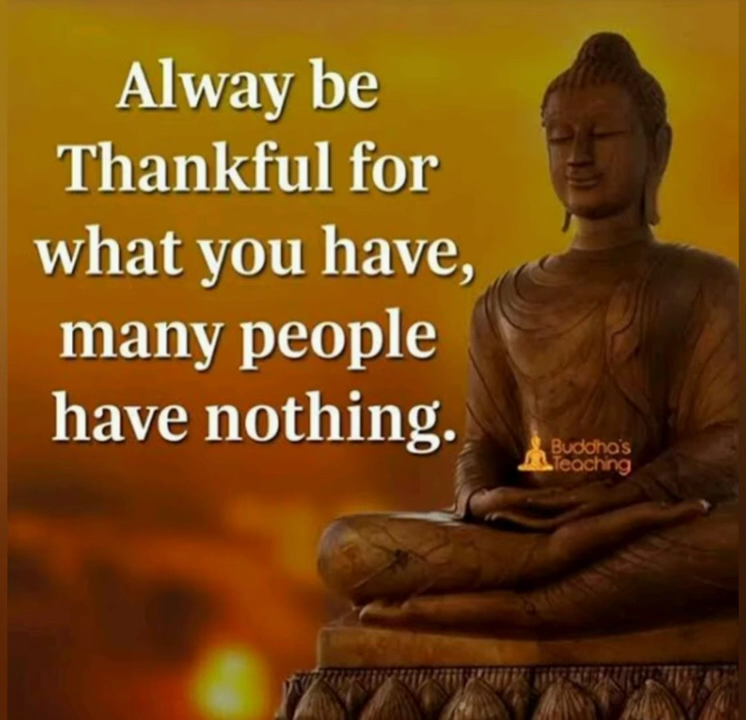 Alway be
Thankful for
what you have,
many people
have nothing.
Buddha's
Teaching